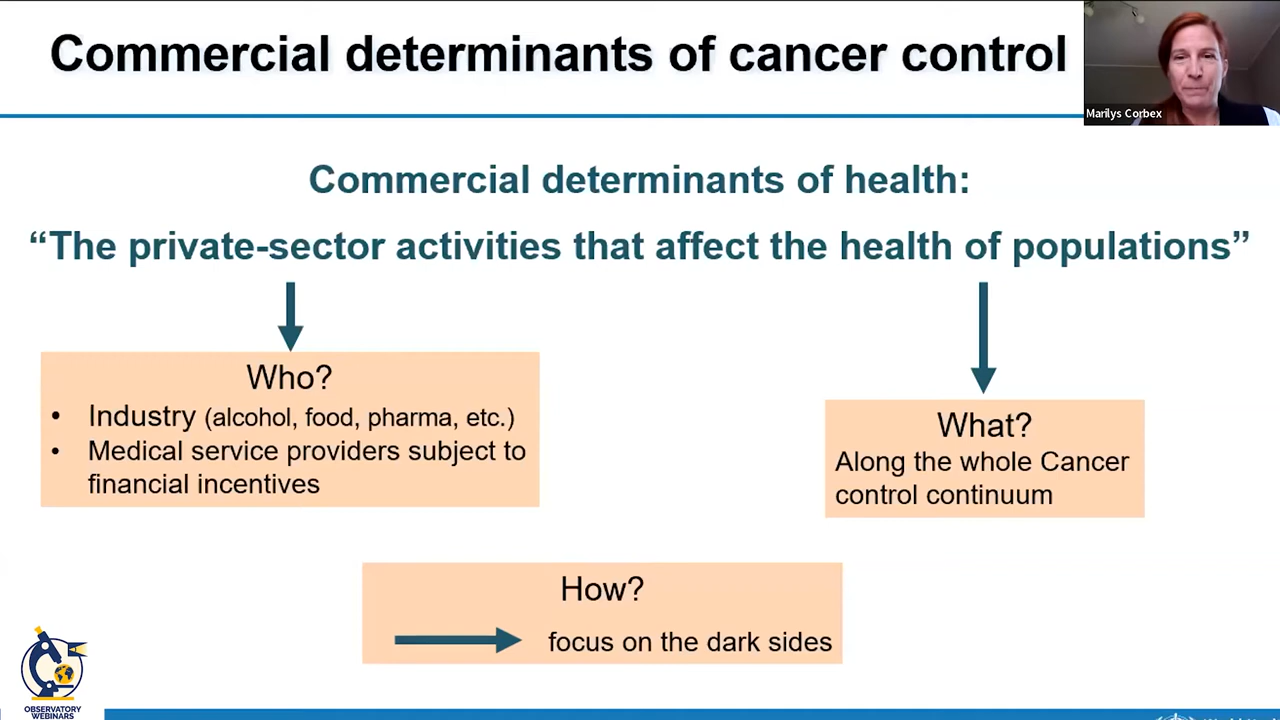 Commercial determinants of cancer control
Marilys Corbex
Commercial determinants of health:
“The private-sector activities that affect the health of populations”
Who?
• Industry (alcohol, food, pharma, etc.)
• Medical service providers subject to
financial incentives
What?
Along the whole Cancer
control continuum
How?
focus on the dark sides
OBSERVATORY
WEBINARS